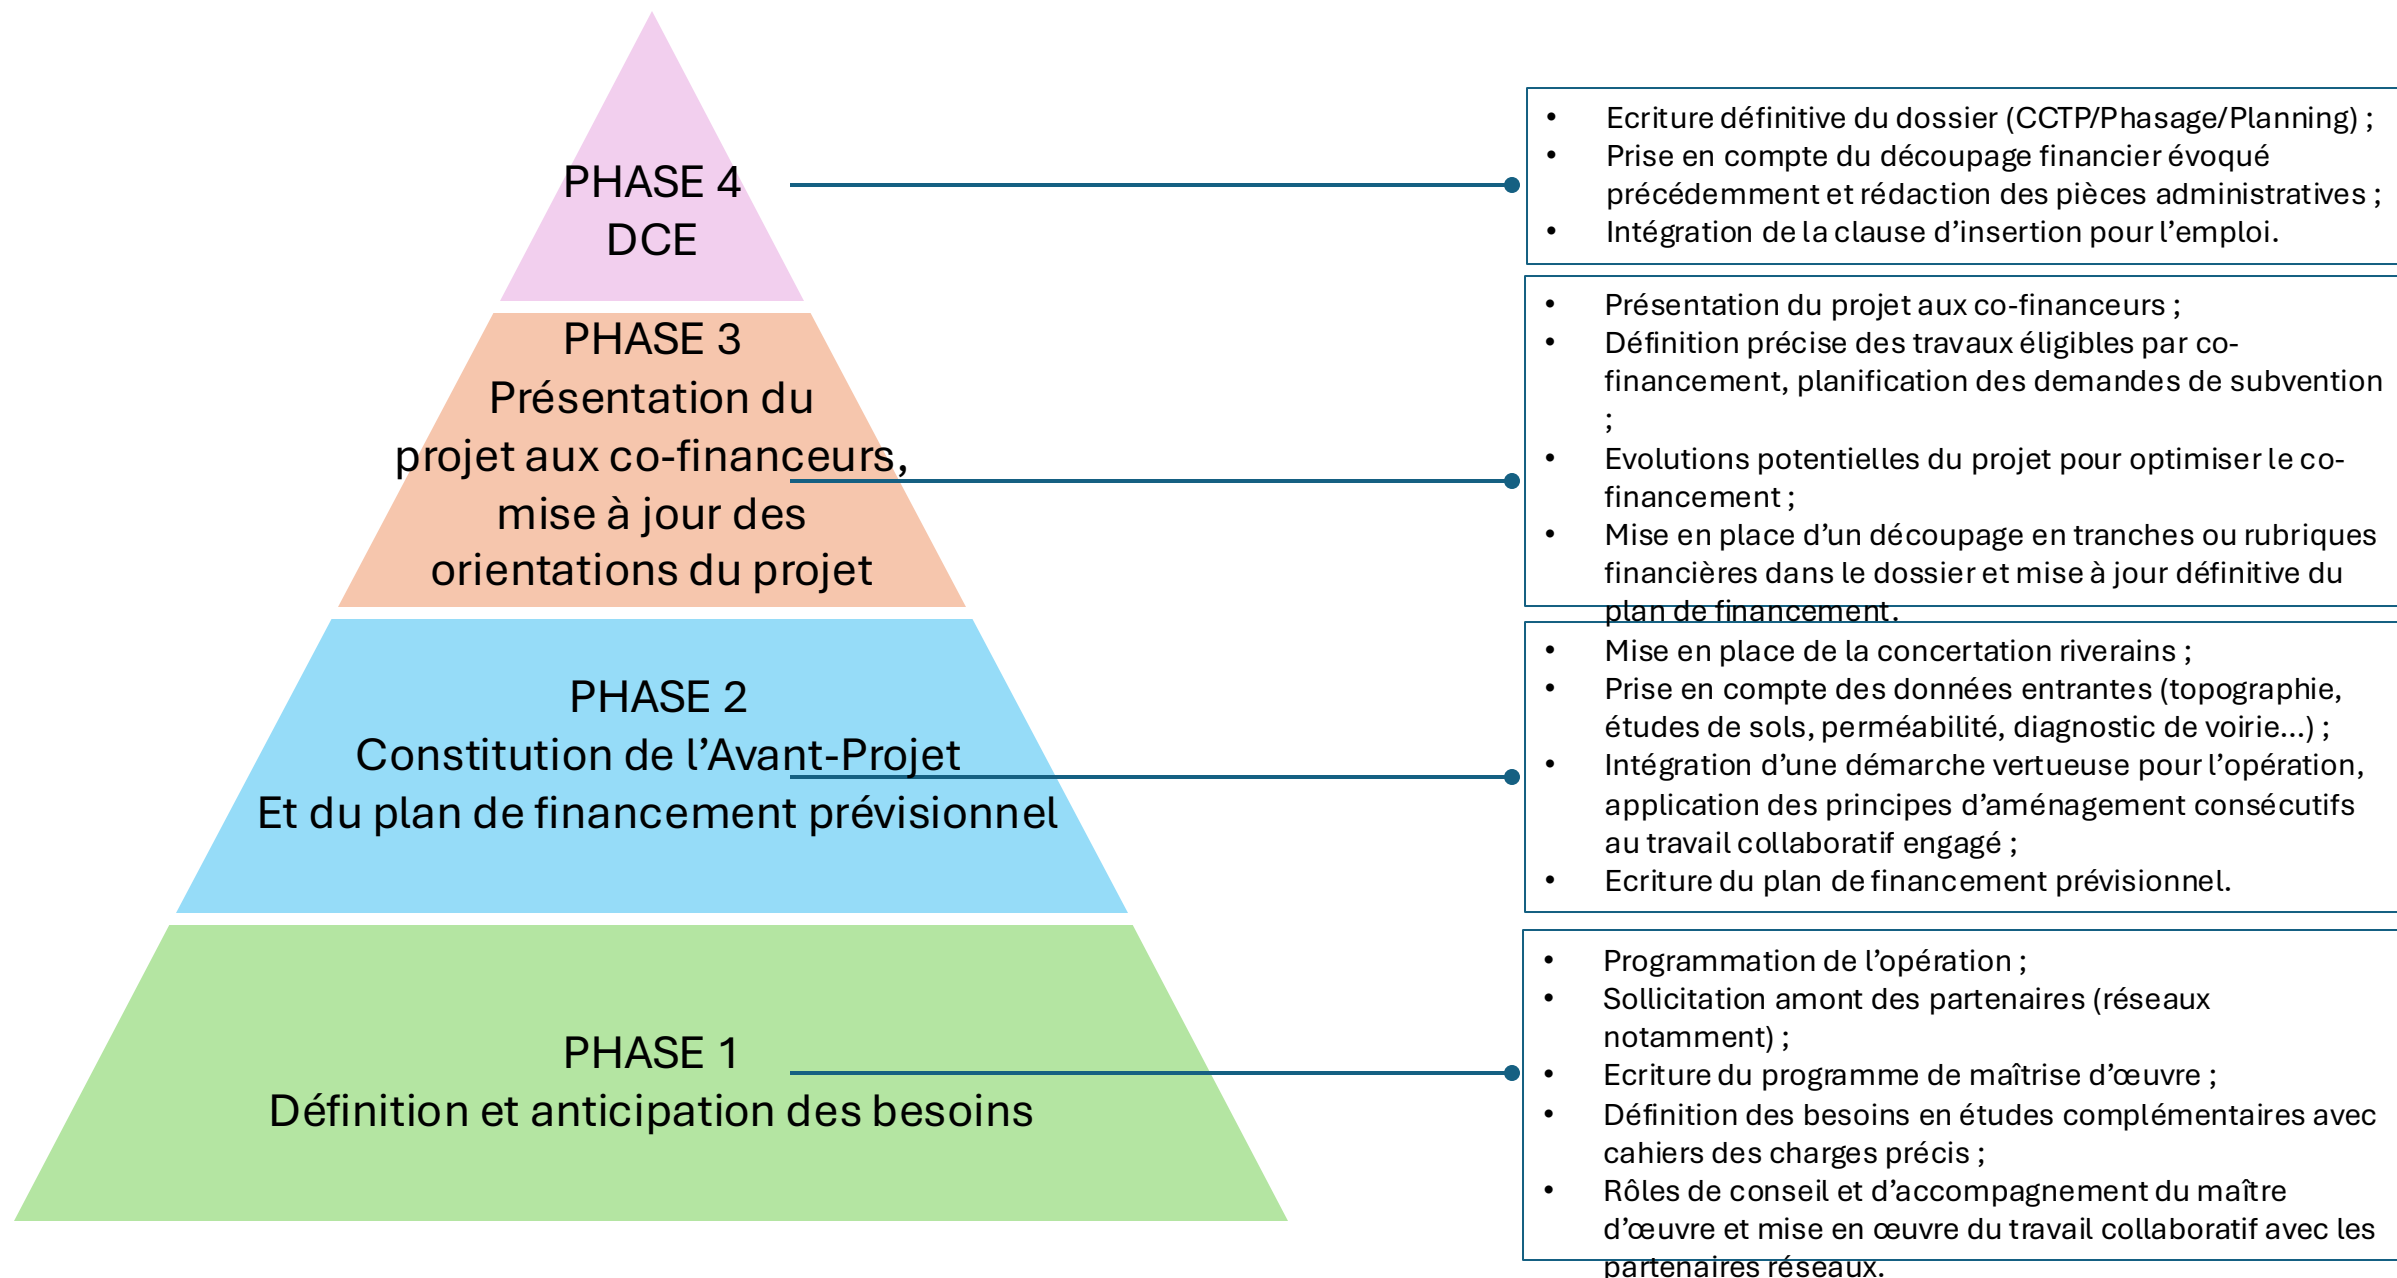 PHASE 4
DCE
• Ecriture définitive du dossier (CCTP/Phasage/Planning) ;
• Prise en compte du découpage financier évoqué
précédemment et rédaction des pièces administratives ;
• Intégration de la clause d’insertion pour l’emploi.
PHASE 3
Présentation du
projet aux co-financeurs,
mise à jour des
orientations du projet
• Présentation du projet aux co-financeurs ;
• Définition précise des travaux éligibles par co-
financement, planification des demandes de subvention
;
• Evolutions potentielles du projet pour optimiser le co-
financement ;
• Mise en place d’un découpage en tranches ou rubriques
financières dans le dossier et mise à jour définitive du
plan de financement.
PHASE 2
Constitution de l’Avant-Projet
Et du plan de financement prévisionnel
• Mise en place de la concertation riverains ;
• Prise en compte des données entrantes (topographie,
études de sols, perméabilité, diagnostic de voirie…) ;
• Intégration d’une démarche vertueuse pour l’opération,
application des principes d’aménagement consécutifs
au travail collaboratif engagé ;
• Ecriture du plan de financement prévisionnel.
PHASE 1
Définition et anticipation des besoins
• Programmation de l’opération ;
• Sollicitation amont des partenaires (réseaux
notamment) ;
• Ecriture du programme de maîtrise d’œuvre ;
• Définition des besoins en études complémentaires avec
cahiers des charges précis ;
• Rôles de conseil et d’accompagnement du maître
d’œuvre et mise en œuvre du travail collaboratif avec les
partenaires réseaux.